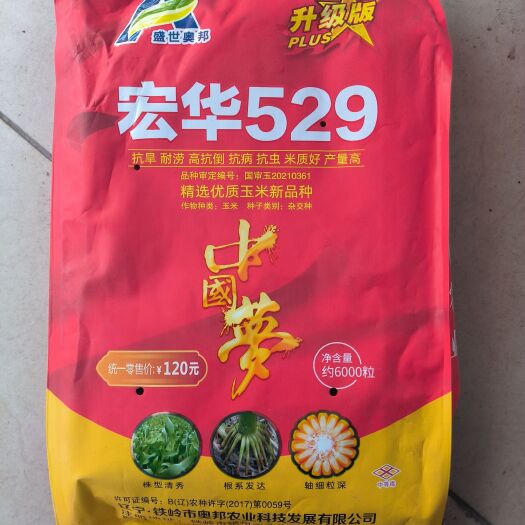 盛世奥邦
升级版
PLUS
宏华529
抗旱 耐涝 高抗倒 抗病 抗虫 米质好 产量高
品种审定编号：国审玉20210361
精选优质玉米新品种
作物种类：玉米 种子类别：杂交种
中國夢
统一零售价：¥120元
净含量
约6000粒
株型清秀
根系发达
轴细粒深
许可证编号：B(辽)农种许字(2017)第0059号
辽宁·铁岭市奥邦农业科技发展有限公司